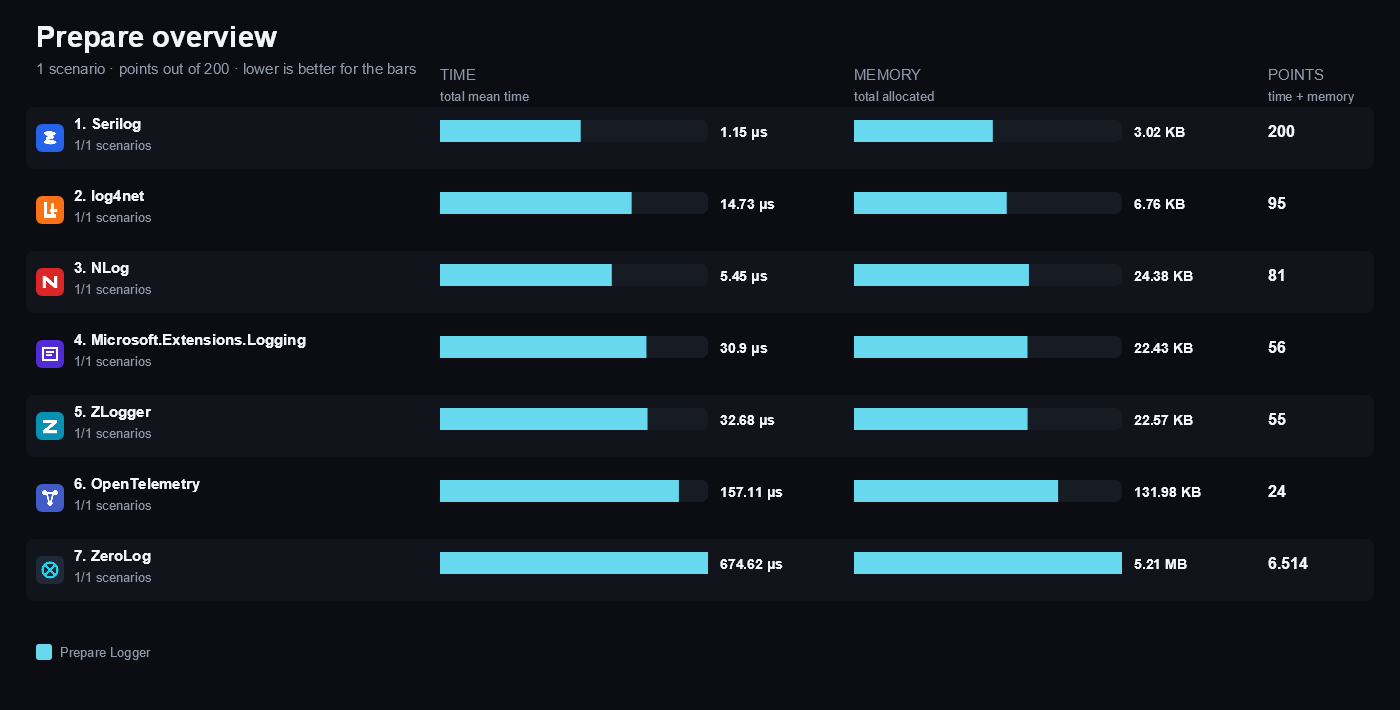 Prepare overview
1 scenario · points out of 200 · lower is better for the bars
TIME
total mean time
MEMORY
total allocated
POINTS
time + memory
1. Serilog
1/1 scenarios
1.15 µs
3.02 KB
200
2. log4net
1/1 scenarios
14.73 µs
6.76 KB
95
3. NLog
1/1 scenarios
5.45 µs
24.38 KB
81
4. Microsoft.Extensions.Logging
1/1 scenarios
30.9 µs
22.43 KB
56
5. ZLogger
1/1 scenarios
32.68 µs
22.57 KB
55
6. OpenTelemetry
1/1 scenarios
157.11 µs
131.98 KB
24
7. ZeroLog
1/1 scenarios
674.62 µs
5.21 MB
6.514
Prepare Logger